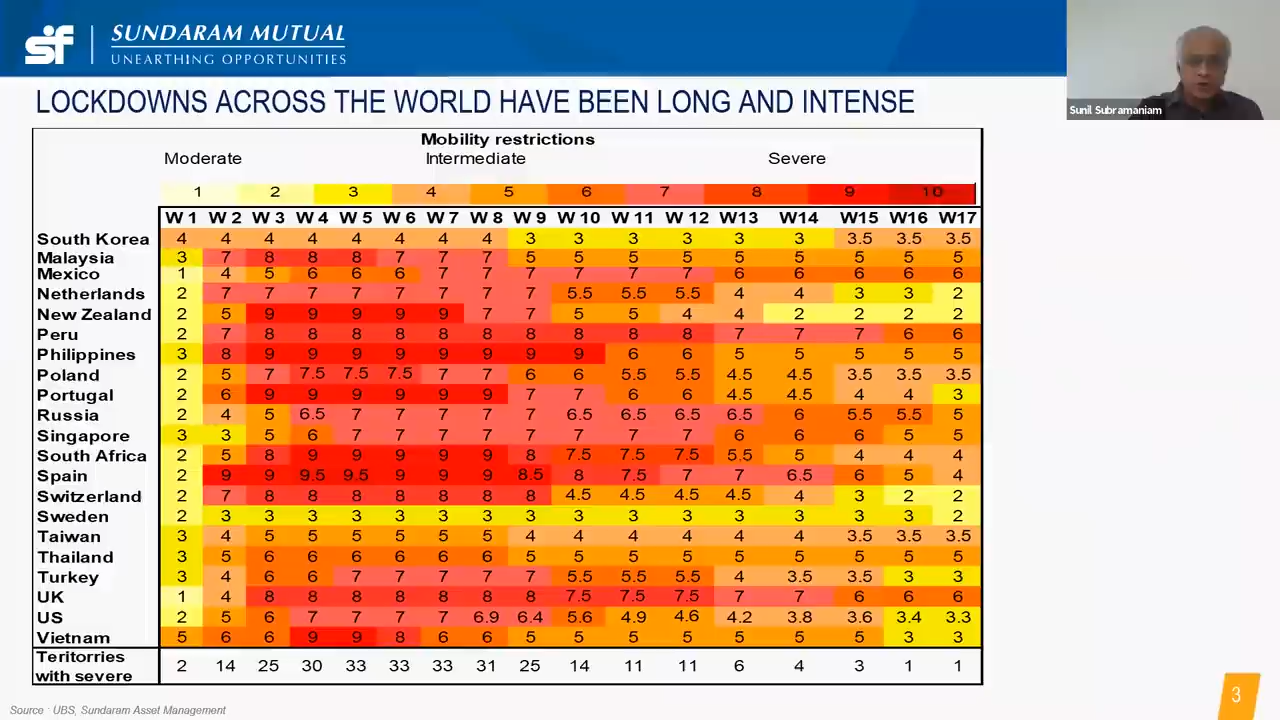 sf SUNDARAM MUTUAL
UNEARTHING OPPORTUNITIES
Sunil Subramaniam
LOCKDOWNS ACROSS THE WORLD HAVE BEEN LONG AND INTENSE
Mobility restrictions
Moderate Intermediate Severe
1 2 3 4 5 6 7 8 9 10
W 1 W 2 W 3 W 4 W 5 W 6 W 7 W 8 W 9 W 10 W 11 W 12 W13 W14 W15 W16 W17
South Korea 4 4 4 4 4 4 4 4 3 3 3 3 3 3 3.5 3.5 3.5
Malaysia 3 7 8 8 8 7 7 7 5 5 5 5 5 5 5 5 5
Mexico 1 4 5 6 6 6 7 7 7 7 7 7 6 6 6 6 6
Netherlands 2 7 7 7 7 7 7 7 7 5.5 5.5 5.5 4 4 3 3 2
New Zealand 2 5 9 9 9 9 9 7 7 5 5 4 4 2 2 2 2
Peru 2 7 8 8 8 8 8 8 8 8 8 8 7 7 7 6 6
Philippines 3 8 9 9 9 9 9 9 9 9 6 6 5 5 5 5 5
Poland 2 5 7 7.5 7.5 7.5 7 7 6 6 5.5 5.5 4.5 4.5 3.5 3.5 3.5
Portugal 2 6 9 9 9 9 9 9 7 7 6 6 4.5 4.5 4 4 3
Russia 2 4 5 6.5 7 7 7 7 7 6.5 6.5 6.5 6.5 6 5.5 5.5 5
Singapore 3 3 5 6 7 7 7 7 7 7 7 7 6 6 6 5 5
South Africa 2 5 8 9 9 9 9 9 8 7.5 7.5 7.5 5.5 5 4 4 4
Spain 2 9 9 9.5 9.5 9 9 9 8.5 8 7.5 7 7 6.5 6 5 4
Switzerland 2 7 8 8 8 8 8 8 8 4.5 4.5 4.5 4.5 4 3 2 2
Sweden 2 3 3 3 3 3 3 3 3 3 3 3 3 3 3 3 2
Taiwan 3 4 5 5 5 5 5 5 4 4 4 4 4 4 3.5 3.5 3.5
Thailand 3 5 6 6 6 6 6 6 5 5 5 5 5 5 5 5 5
Turkey 3 4 6 6 7 7 7 7 7 5.5 5.5 5.5 4 3.5 3.5 3 3
UK 1 4 8 8 8 8 8 8 8 7.5 7.5 7.5 7 7 6 6 6
US 2 5 6 7 7 7 7 6.9 6.4 5.6 4.9 4.6 4.2 3.8 3.6 3.4 3.3
Vietnam 5 6 6 9 9 8 6 6 5 5 5 5 5 5 5 3 3
Teritorries
with severe 2 14 25 30 33 33 33 31 25 14 11 11 6 4 3 1 1
Source : UBS, Sundaram Asset Management
3